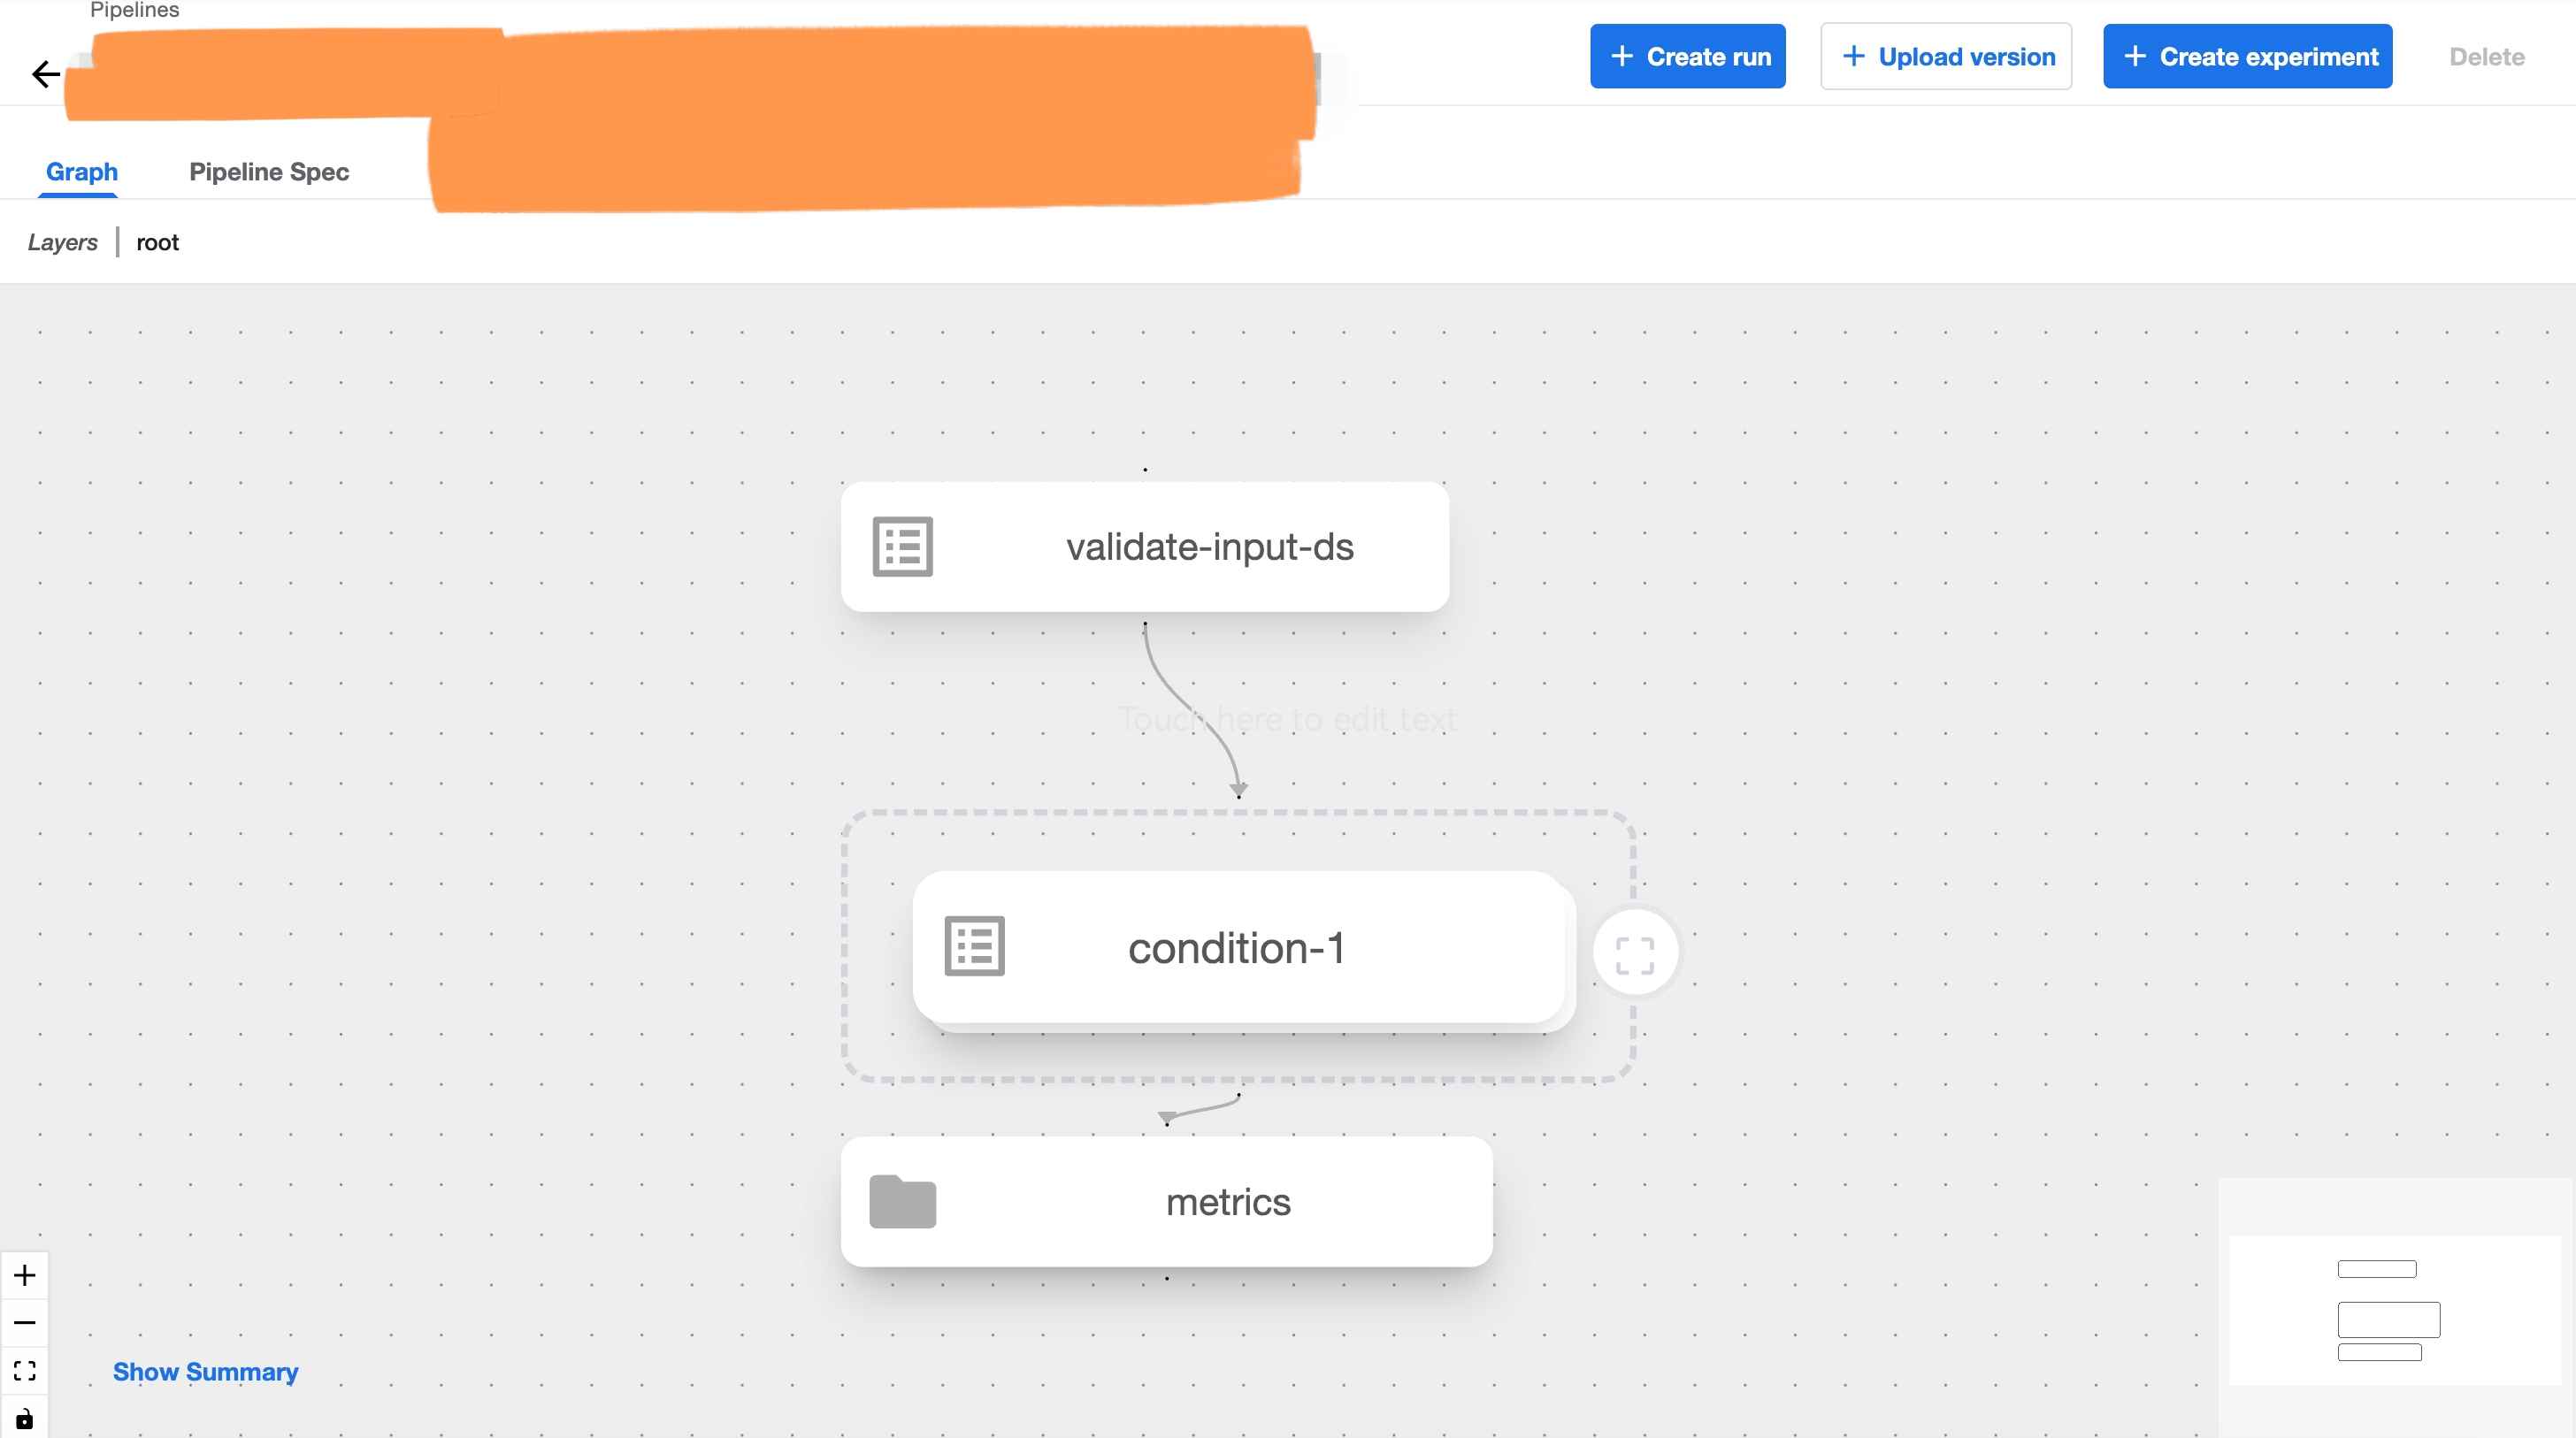 Pipelines
+ Create run
+ Upload version
+ Create experiment
Delete
Graph
Pipeline Spec
Layers | root
validate-input-ds
Touch here to edit text
condition-1
metrics
Show Summary